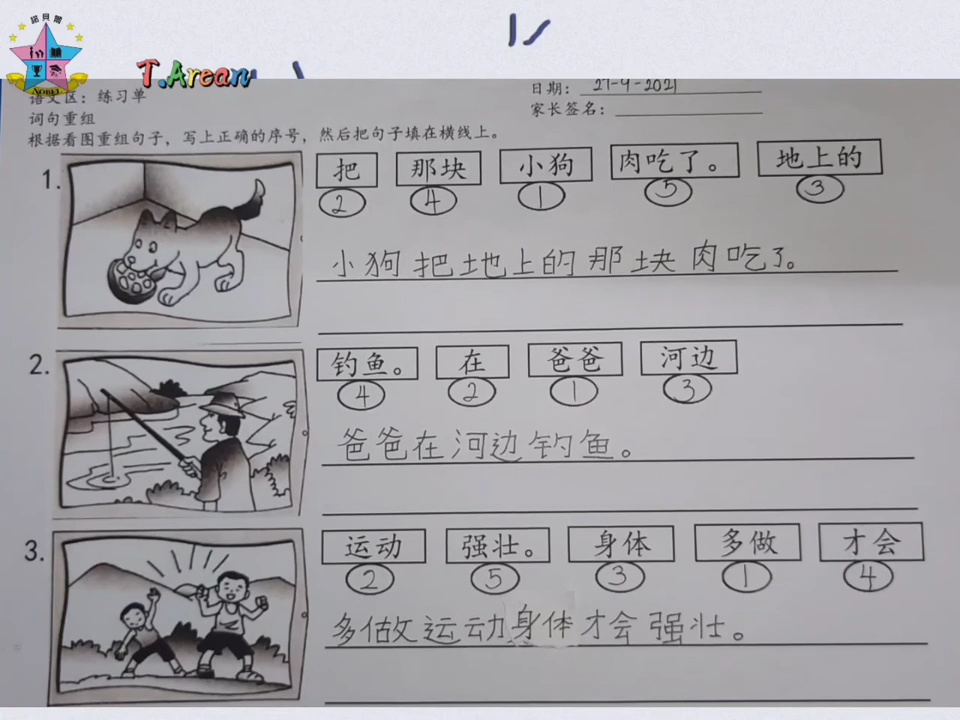 諾貝爾
NOBEL
T.Arean
语文区：练习单
日期：27-4-2021
词句重组
家长签名：
根据看图重组句子，写上正确的序号，然后把句子填在横线上。
1. 把 那块 小狗 肉吃了。 地上的
2 4 1 5 3
小狗把地上的那块肉吃了。
2. 钓鱼。 在 爸爸 河边
4 2 1 3
爸爸在河边钓鱼。
3. 运动 强壮。 身体 多做 才会
2 5 3 1 4
多做运动身体才会强壮。